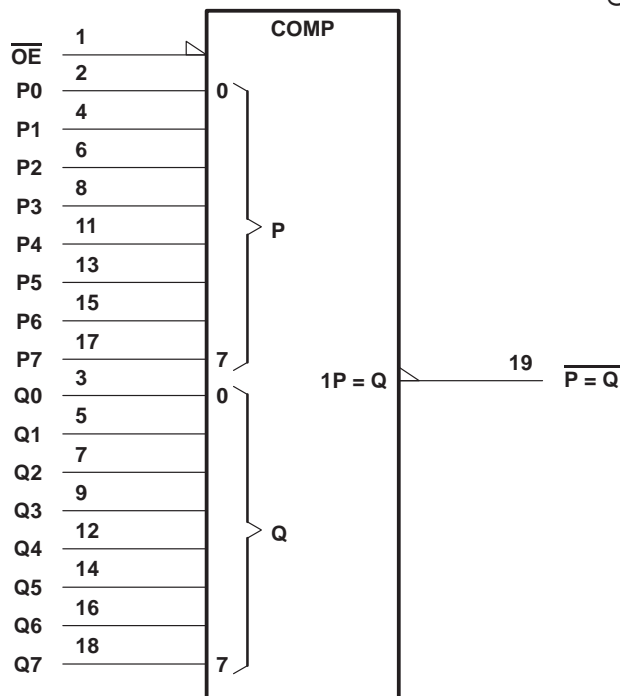 COMP
OE 1
P0 2 0
P1 4
P2 6
P3 8
P4 11 P
P5 13
P6 15
P7 17 7
1P = Q 19 P = Q
Q0 3 0
Q1 5
Q2 7
Q3 9
Q4 12 Q
Q5 14
Q6 16
Q7 18 7